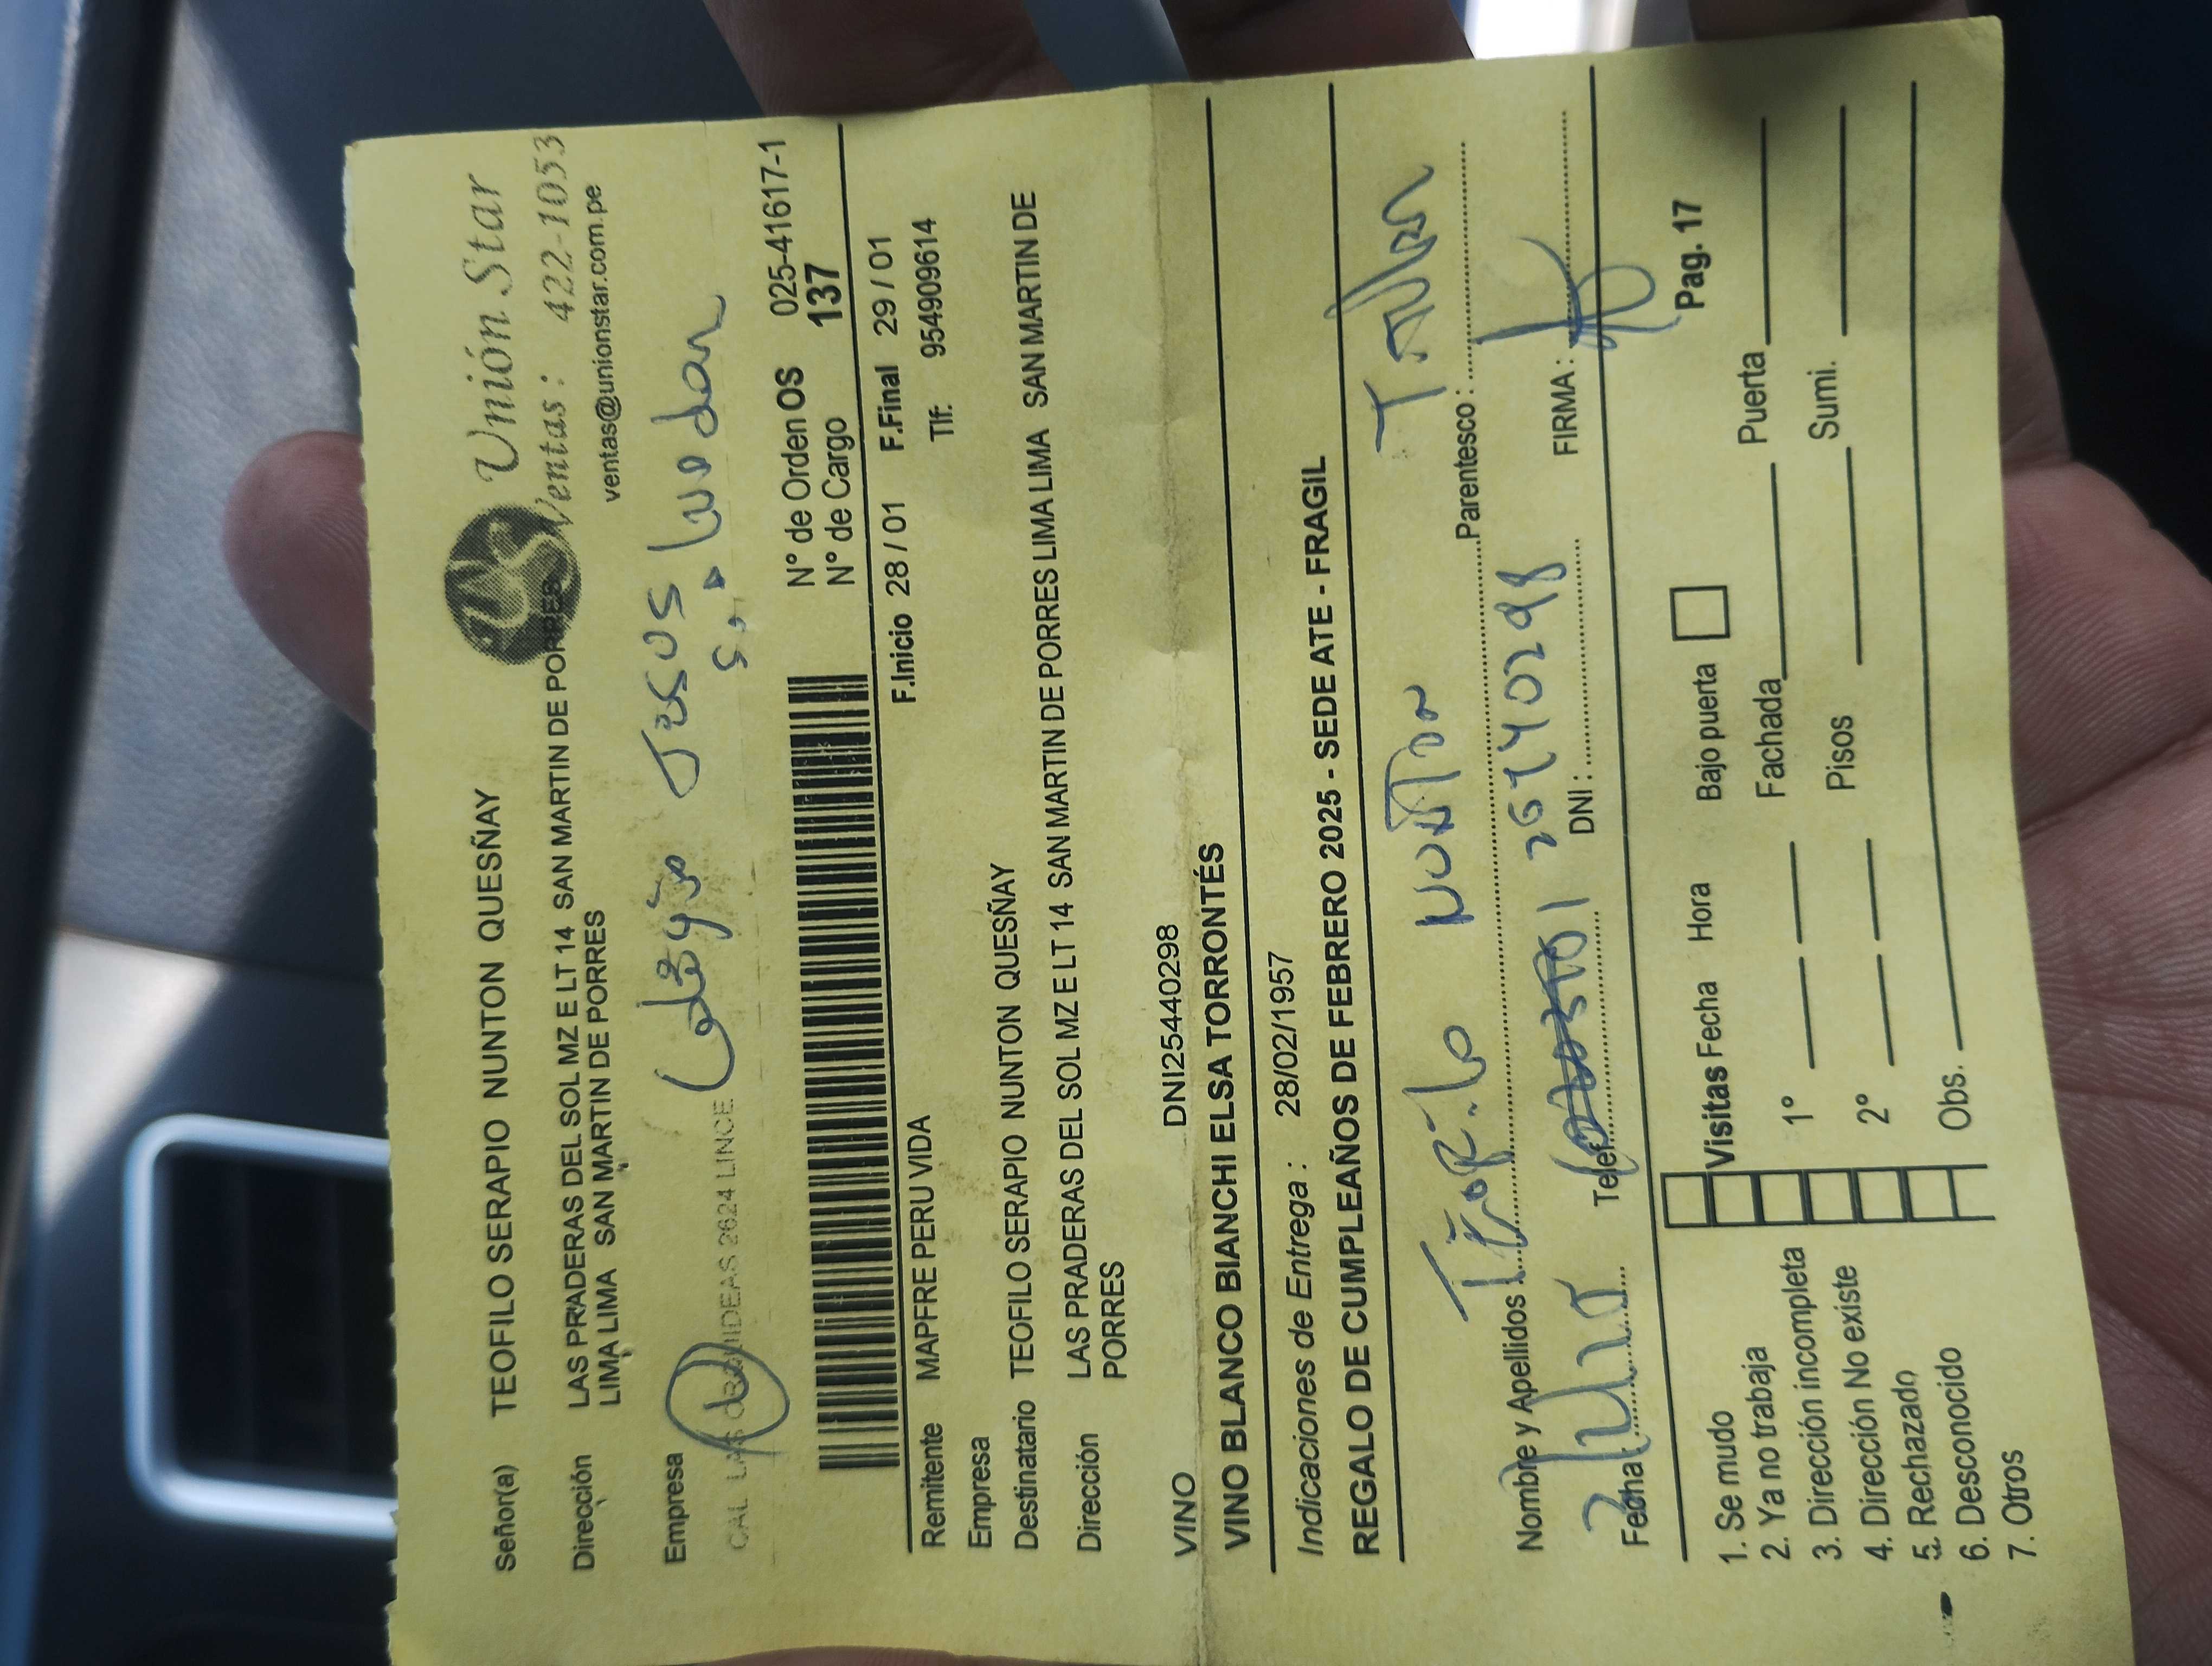 Unión Star
Ventas: 422-1053
ventas@unionstar.com.pe
Señor(a) TEOFILO SERAPIO NUNTON QUESÑAY
Dirección LAS PRADERAS DEL SOL MZ E LT 14 SAN MARTIN DE PORRES
LIMA LIMA SAN MARTIN DE PORRES
Empresa Colegio Jesus
CAL LAS ORQUIDEAS 2624 LINCE
N° de Orden OS 025-41617-1
N° de Cargo 137
F.Inicio 28 / 01 F.Final 29 / 01
Remitente MAPFRE PERU VIDA Tlf: 954909614
Empresa
Destinatario TEOFILO SERAPIO NUNTON QUESÑAY
Dirección LAS PRADERAS DEL SOL MZ E LT 14 SAN MARTIN DE PORRES LIMA LIMA SAN MARTIN DE
PORRES
VINO DNI25440298
VINO BLANCO BIANCHI ELSA TORRONTÉS
Indicaciones de Entrega : 28/02/1957
REGALO DE CUMPLEAÑOS DE FEBRERO 2025 - SEDE ATE - FRAGIL
Teofilo Nunton Titular
Nombre y Apellidos Parentesco :
25440298
Fecha Telef. DNI : FIRMA :
Pag. 17
1. Se mudo Visitas Fecha Hora Bajo puerta
2. Ya no trabaja
3. Dirección incompleta 1° Fachada Puerta
4. Dirección No existe
5. Rechazado 2° Pisos Sumi.
6. Desconocido
7. Otros Obs.